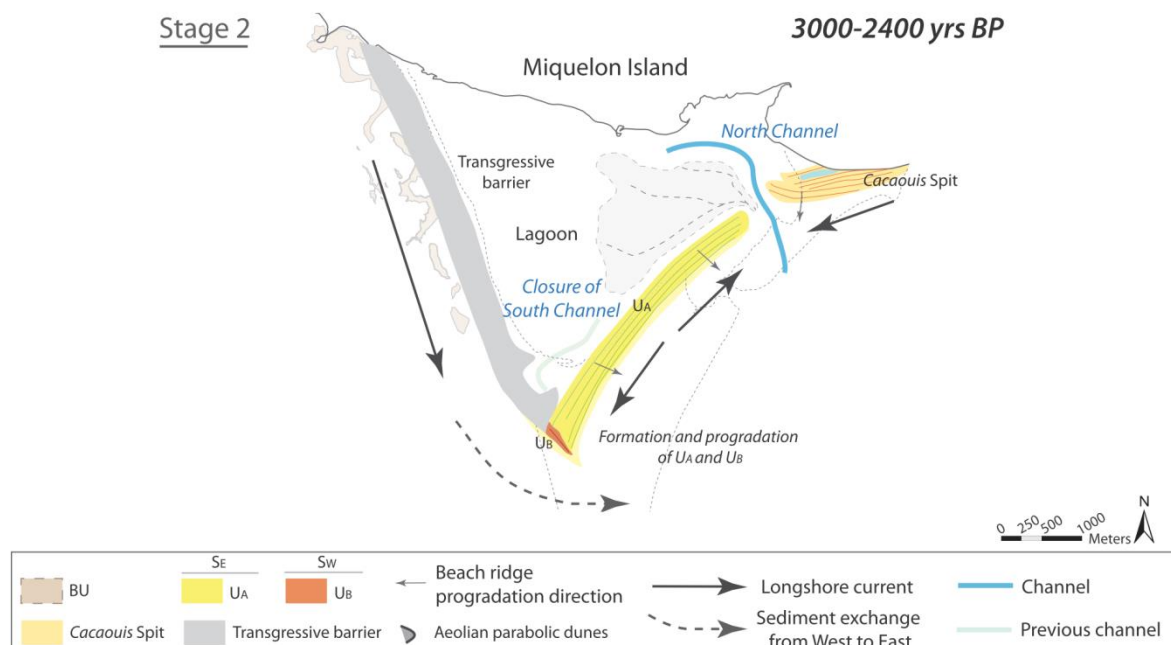 Stage 2
3000-2400 yrs BP
Miquelon Island
North Channel
Transgressive
barrier
Cacaouis Spit
Lagoon
Closure of
South Channel
UA
UB
Formation and progradation
of UA and UB
N
0 250 500 1000
Meters
SE
SW
BU
UA
UB
Beach ridge
progradation direction
Longshore current
Channel
Cacaouis Spit
Transgressive barrier
Aeolian parabolic dunes
Sediment exchange
from West to East
Previous channel